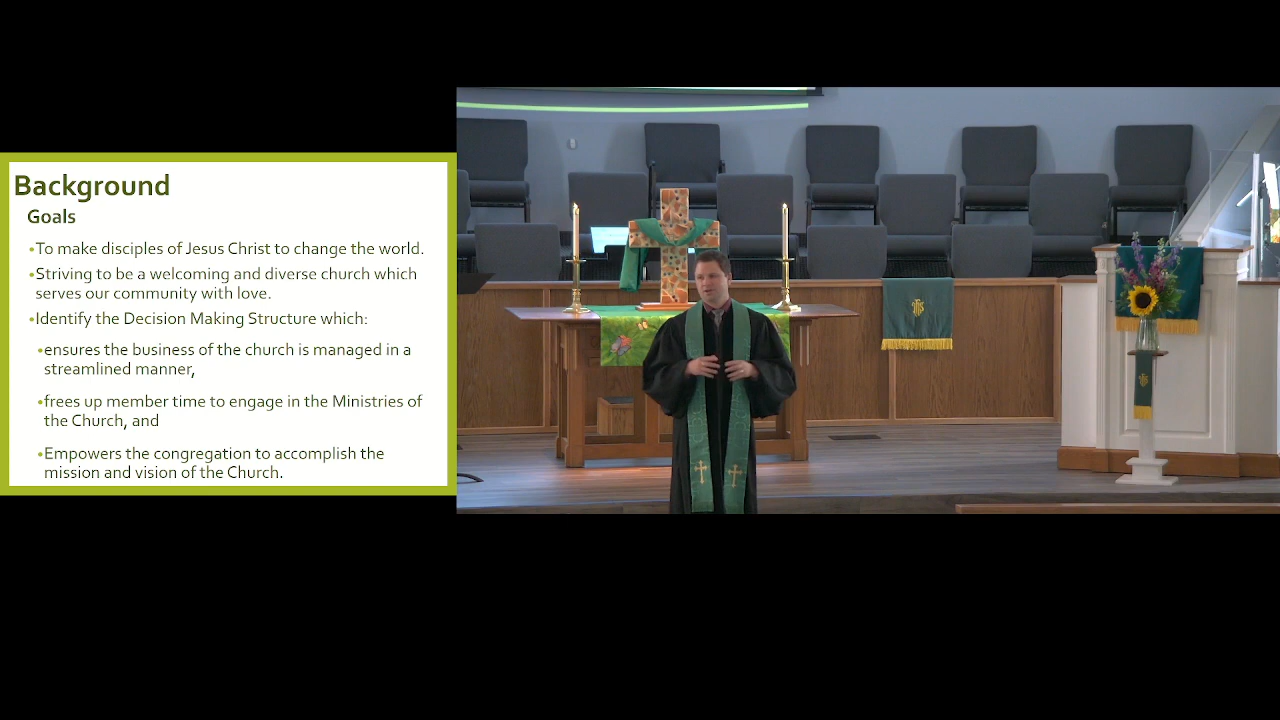 Background
Goals
•To make disciples of Jesus Christ to change the world.
•Striving to be a welcoming and diverse church which
serves our community with love.
•Identify the Decision Making Structure which:
•ensures the business of the church is managed in a
streamlined manner,
•frees up member time to engage in the Ministries of
the Church, and
•Empowers the congregation to accomplish the
mission and vision of the Church.
IHS